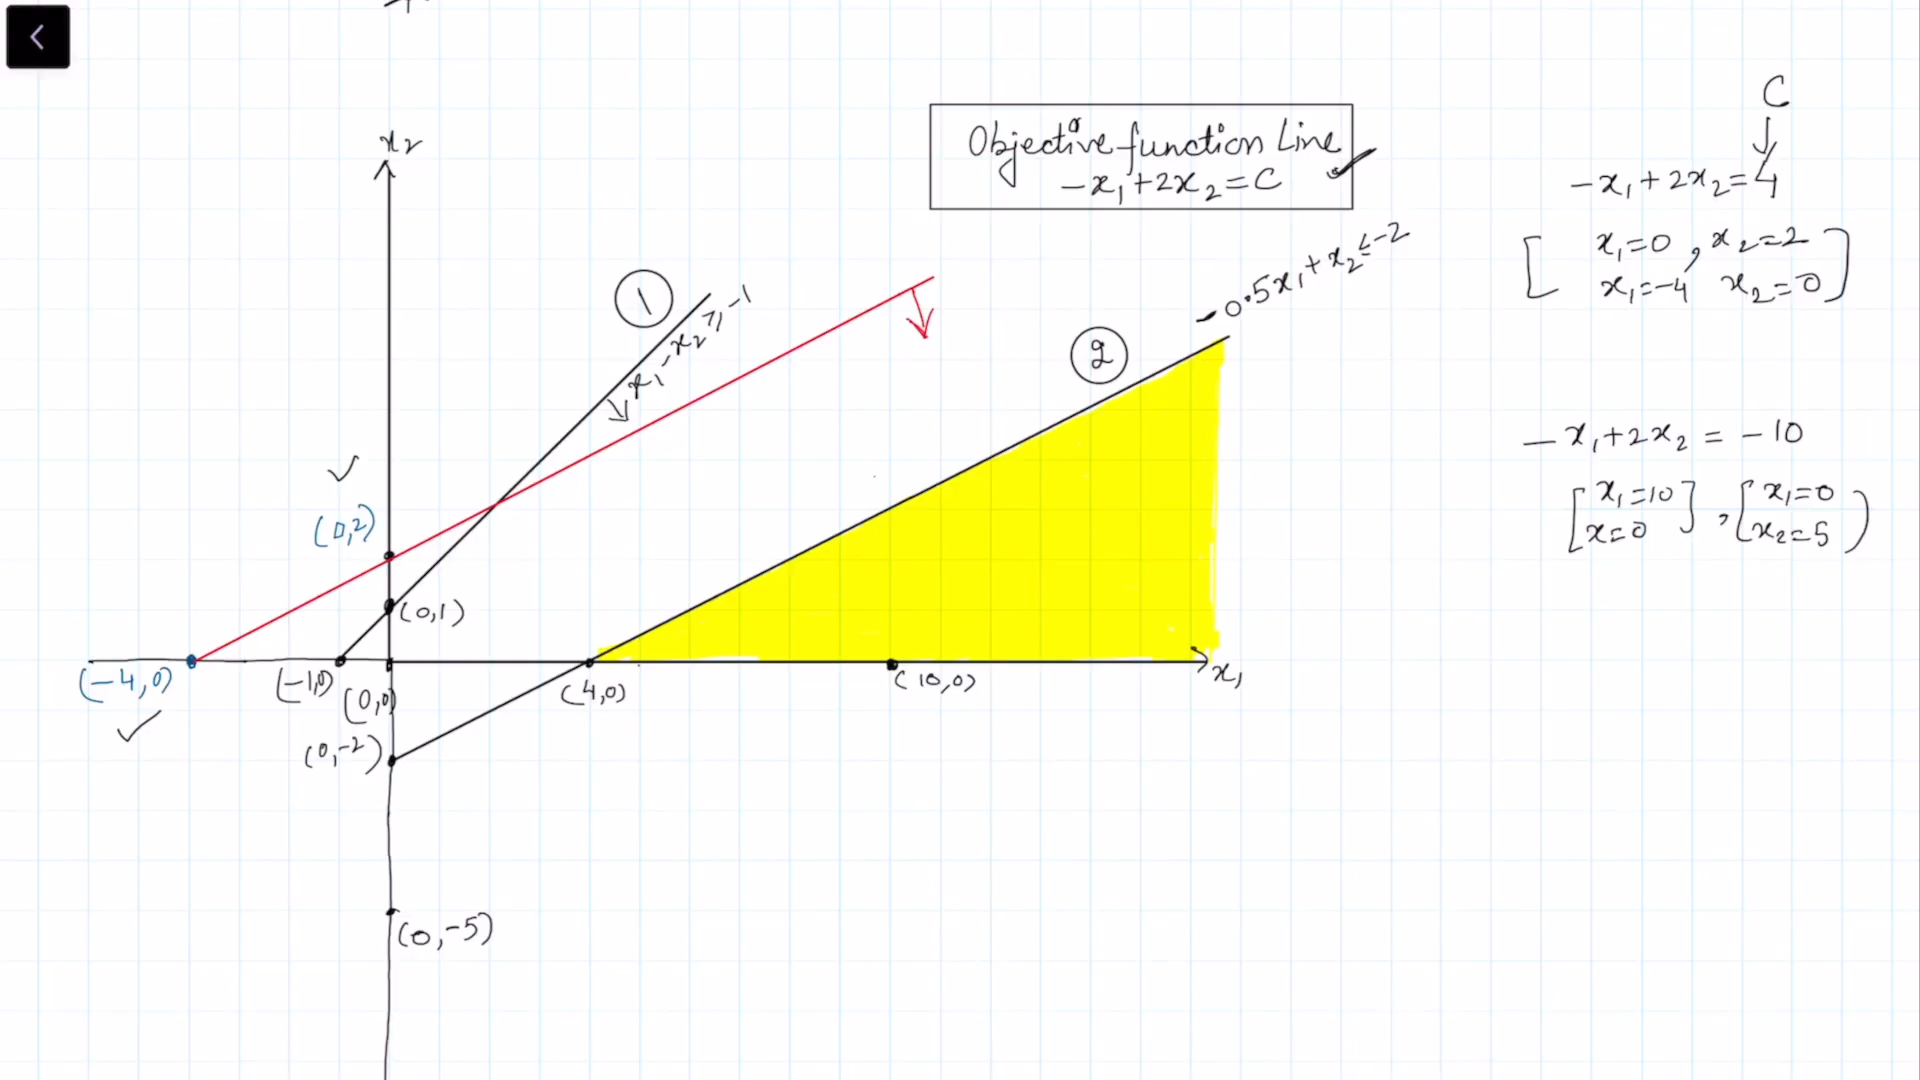 x₂
Objective function Line
-x₁+2x₂=C
C
-x₁+2x₂=4
x₁=0, x₂=2
x₁=-4 x₂=0
①
x₁-x₂≥-1
②
-0.5x₁+x₂≤-2
-x₁+2x₂=-10
[x₁=10], [x₁=0]
[x=0] [x₂=5]
(0,2)
(0,1)
(-4,0)
(-1,0)
(0,0)
(4,0)
(10,0)
x₁
(0,-2)
(0,-5)